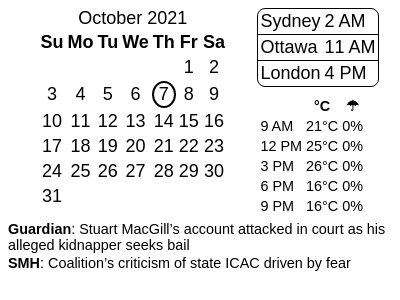 October 2021
Su Mo Tu We Th Fr Sa
1 2
3 4 5 6 7 8 9
10 11 12 13 14 15 16
17 18 19 20 21 22 23
24 25 26 27 28 29 30
31
Sydney 2 AM
Ottawa 11 AM
London 4 PM
°C ☂
9 AM 21°C 0%
12 PM 25°C 0%
3 PM 26°C 0%
6 PM 16°C 0%
9 PM 16°C 0%
Guardian: Stuart MacGill’s account attacked in court as his
alleged kidnapper seeks bail
SMH: Coalition’s criticism of state ICAC driven by fear